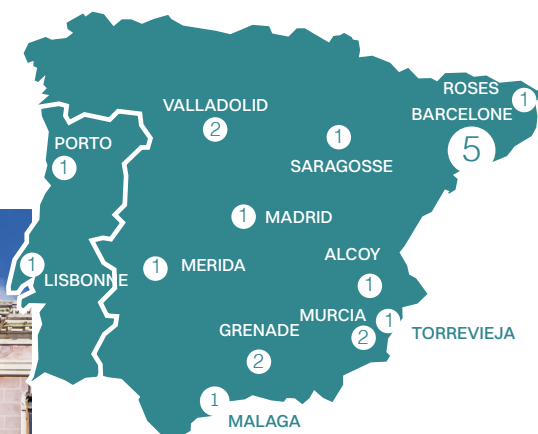 ROSES
1
BARCELONE
5
VALLADOLID
2
1
SARAGOSSE
PORTO
1
1
MADRID
1
LISBONNE
1
MERIDA
ALCOY
1
MURCIA
2
1
TORREVIEJA
GRENADE
2
1
MALAGA